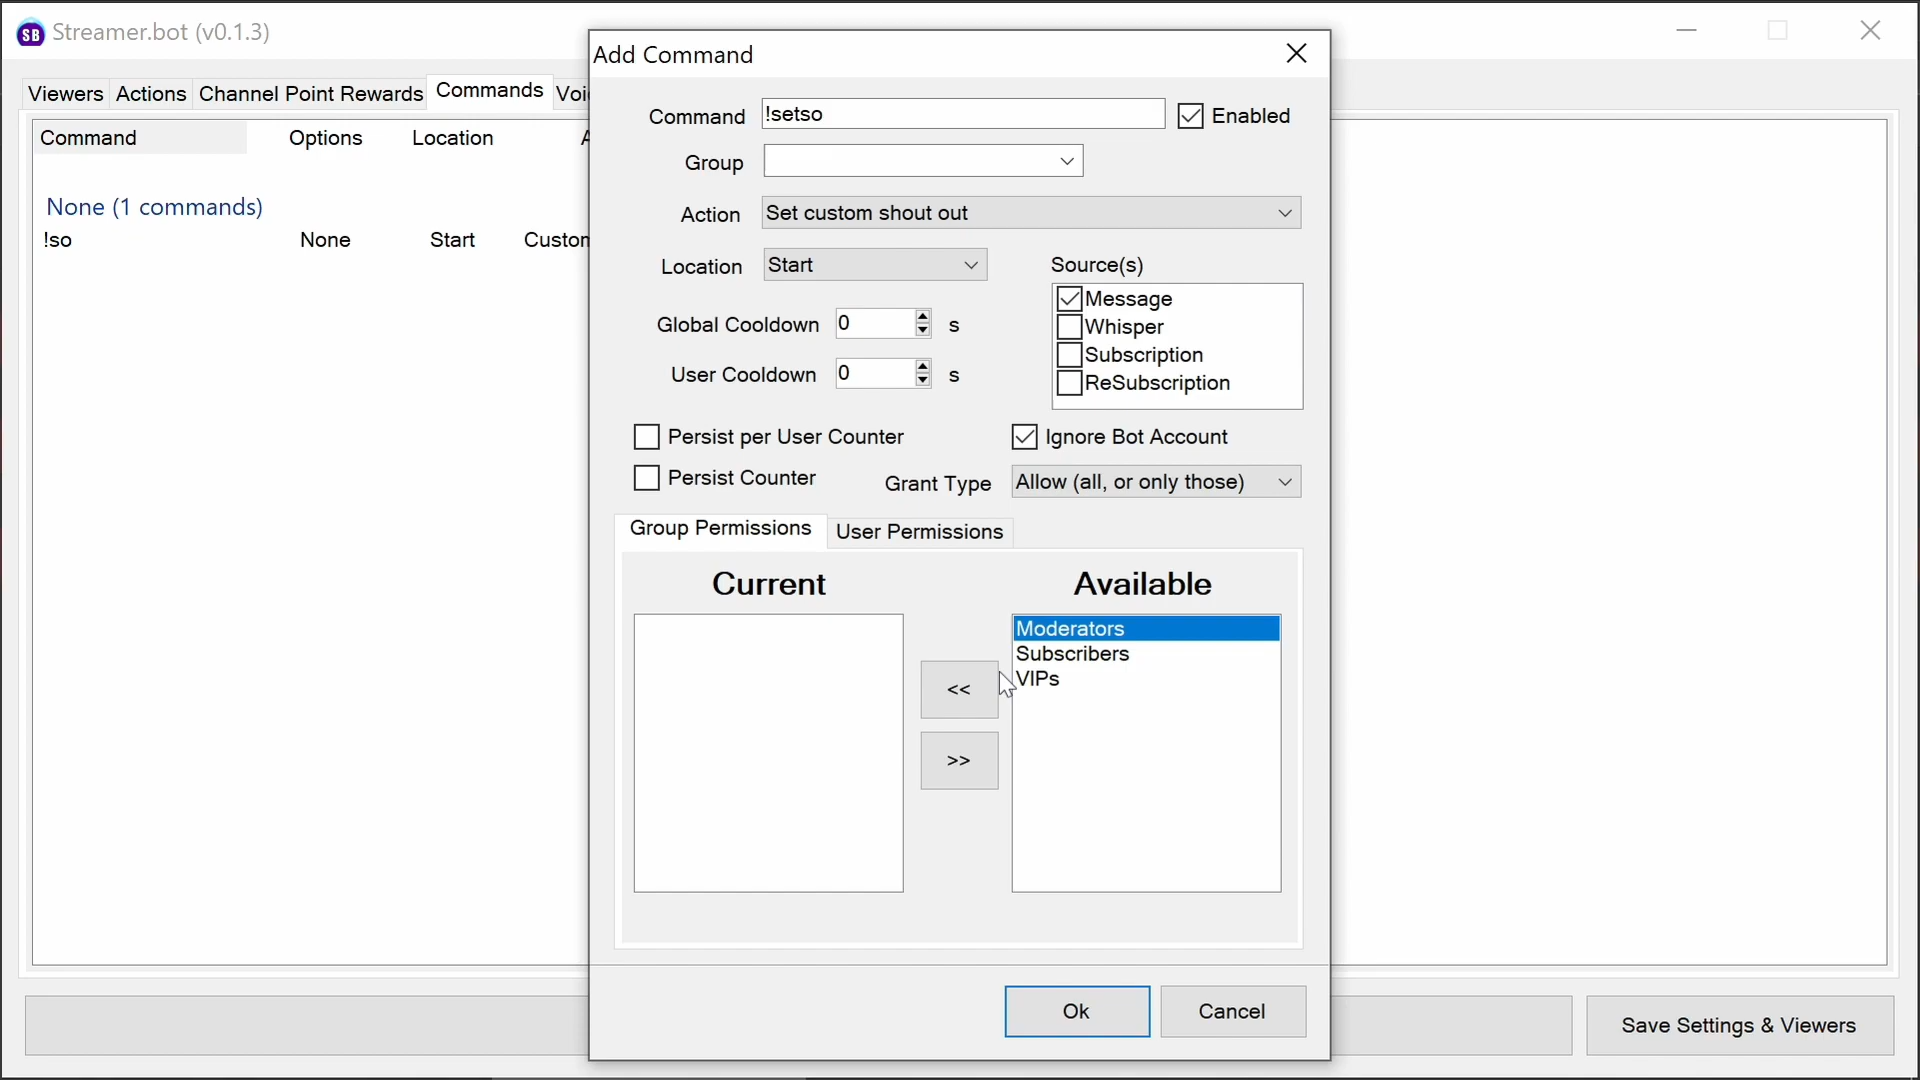 SB Streamer.bot (v0.1.3)
Viewers Actions Channel Point Rewards Commands
Command Options Location
None (1 commands)
!so None Start
Add Command
Command !setso Enabled
Group
Action Set custom shout out
Location Start Source(s)
Message
Whisper
Subscription
ReSubscription
Global Cooldown 0 s
User Cooldown 0 s
Persist per User Counter Ignore Bot Account
Persist Counter Grant Type Allow (all, or only those)
Group Permissions User Permissions
Current Available
Moderators
Subscribers
VIPs
<<
>>
Ok Cancel
Save Settings & Viewers